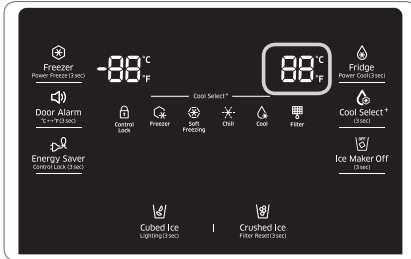 Freezer
Power Freeze (3 sec)
-88 °C
°F
88 °C
°F
Fridge
Power Cool (3 sec)
Door Alarm
°C↔°F (3 sec)
Cool Select+
Control
Lock
Freezer
Soft
Freezing
Chill
Cool
Filter
Cool Select+
(3 sec)
Energy Saver
Control Lock (3 sec)
OFF
Ice Maker Off
(3 sec)
Cubed Ice
Lighting (3 sec)
Crushed Ice
Filter Reset (3 sec)